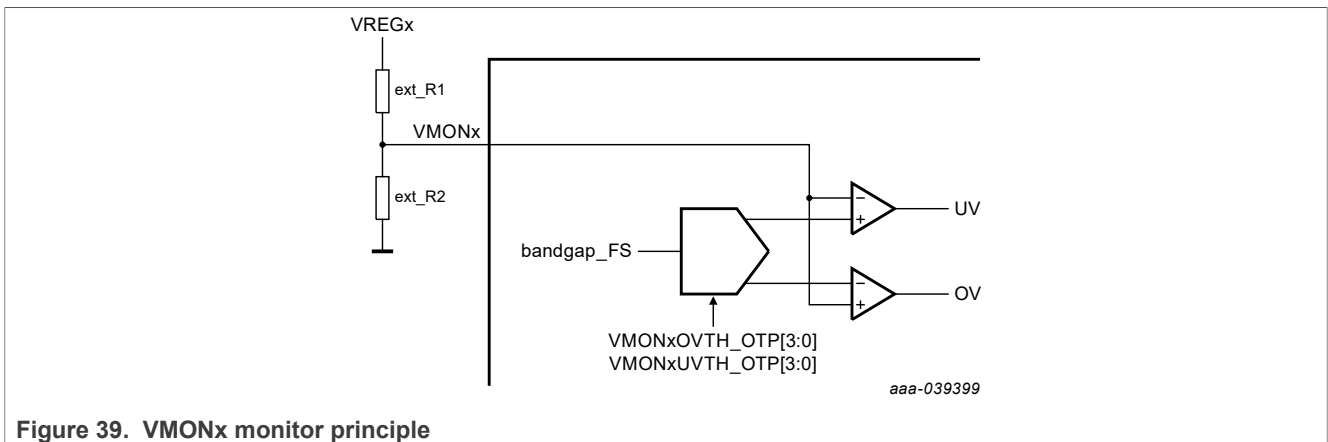 VREGx
ext_R1
VMONx
ext_R2
bandgap_FS
−
+
UV
−
+
OV
VMONxOVTH_OTP[3:0]
VMONxUVTH_OTP[3:0]
aaa-039399
Figure 39. VMONx monitor principle